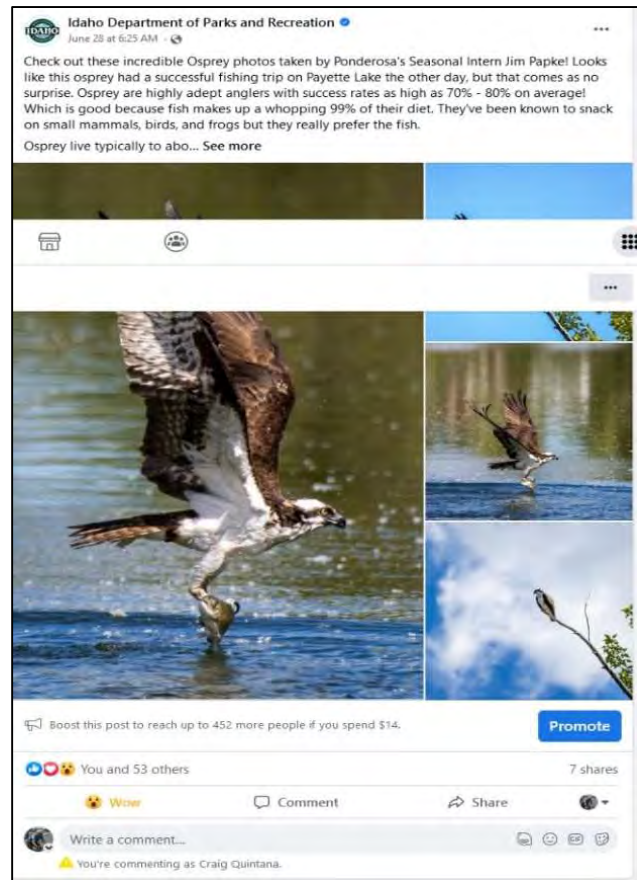 IDAHO
Idaho Department of Parks and Recreation
June 28 at 6:25 AM ·
Check out these incredible Osprey photos taken by Ponderosa's Seasonal Intern Jim Papke! Looks
like this osprey had a successful fishing trip on Payette Lake the other day, but that comes as no
surprise. Osprey are highly adept anglers with success rates as high as 70% - 80% on average!
Which is good because fish makes up a whopping 99% of their diet. They've been known to snack
on small mammals, birds, and frogs but they really prefer the fish.
Osprey live typically to abo... See more
Boost this post to reach up to 452 more people if you spend $14.
Promote
You and 53 others
7 shares
Wow
Comment
Share
Write a comment...
GIF
You're commenting as Craig Quintana.